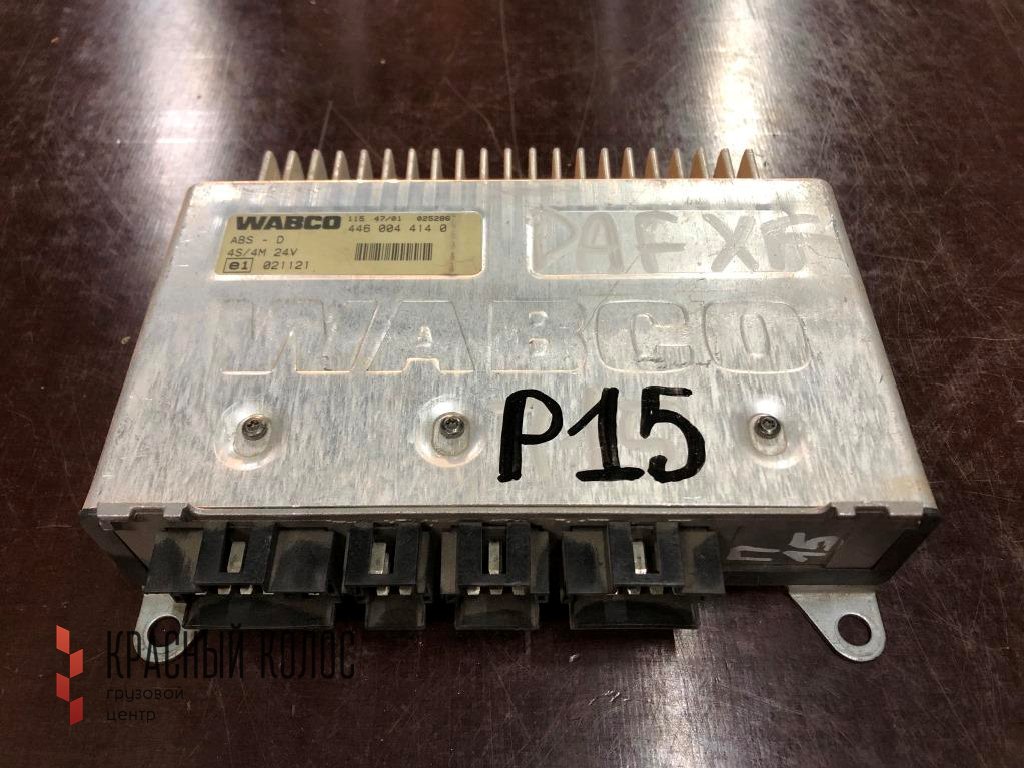 WABCO 115 47/01 025286
446 004 414 0
ABS - D
4S/4M 24V
e1 021121
DAF XF
WABCO
P15
П 15
КРАСНЫЙ КОЛОС
грузовой
центр